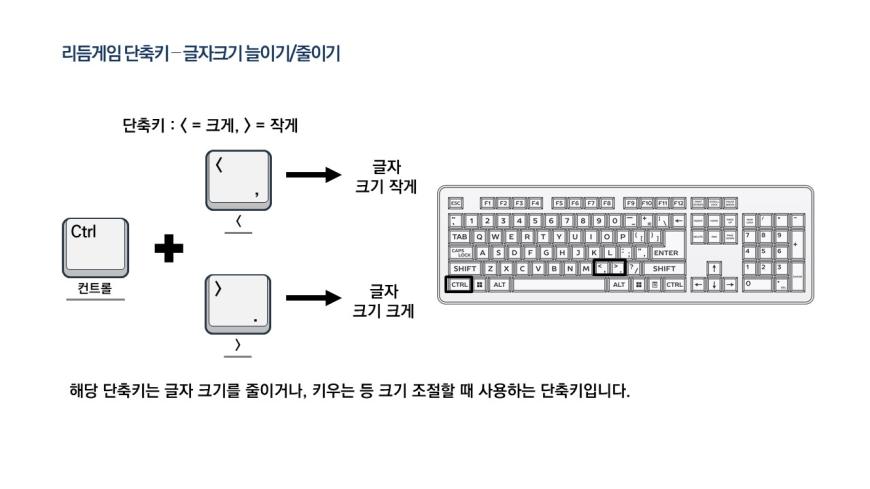 리듬게임 단축키–글자크기 늘이기/줄이기
단축키 : < = 크게, > = 작게
<
,
<
글자
크기 작게
Ctrl
컨트롤
+
>
.
>
글자
크기 크게
ESC F1 F2 F3 F4 F5 F6 F7 F8 F9 F10 F11 F12
1 2 3 4 5 6 7 8 9 0 ←
TAB Q W E R T Y U I O P
CAPS LOCK A S D F G H J K L ENTER
SHIFT Z X C V B N M < , > . ? / SHIFT
CTRL ALT ALT CTRL
↑
← ↓ →
7 8 9
4 5 6 +
1 2 3
0
해당 단축키는 글자 크기를 줄이거나, 키우는 등 크기 조절할 때 사용하는 단축키입니다.